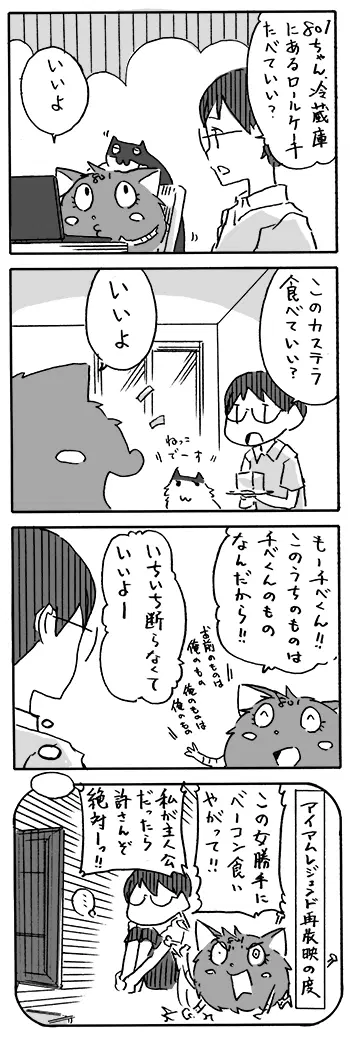 801ちゃん、冷蔵庫
にあるロールケーキ
たべていい?
いいよ
このカステラ
食べていい?
いいよ
ねっこ
でーす
もーチベくん!!
このうちのものは
チベくんのもの
なんだから!!
お前のものは
俺のもの
俺のものは
俺のもの
いちいち断らなくて
いいよー
アイアムレジェンド再放映の度
この女勝手に
ベーコン食い
やがって!!
私が主人公
だったら
許さんぞ
絶対ーっ!!
…。